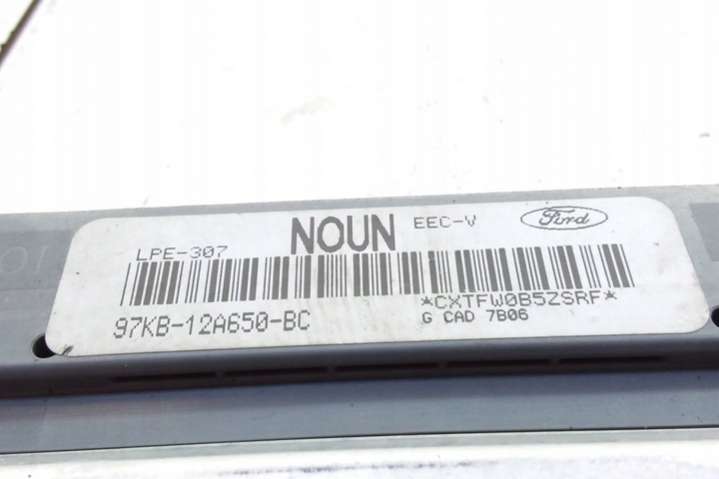 NOUN EEC-V Ford
LPE-307
*CXTFW0B5ZSRF*
97KB-12A650-BC
G CAD 7B06